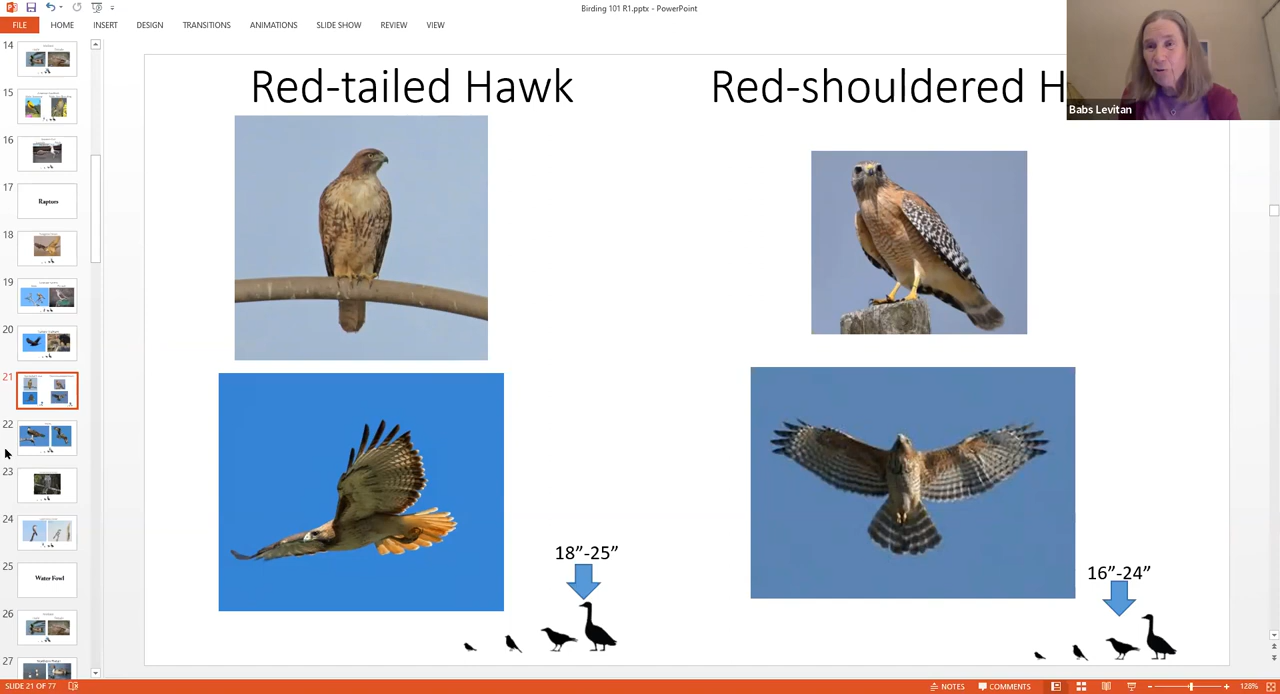 Birding 101 R1.pptx - PowerPoint
FILE HOME INSERT DESIGN TRANSITIONS ANIMATIONS SLIDE SHOW REVIEW VIEW
Red-tailed Hawk
Red-shouldered H
Babs Levitan
14
15
16
17
Raptors
18
19
20
21
22
23
24
25
Water Fowl
26
27
18”-25”
16”-24”
SLIDE 21 OF 77
NOTES COMMENTS 128%